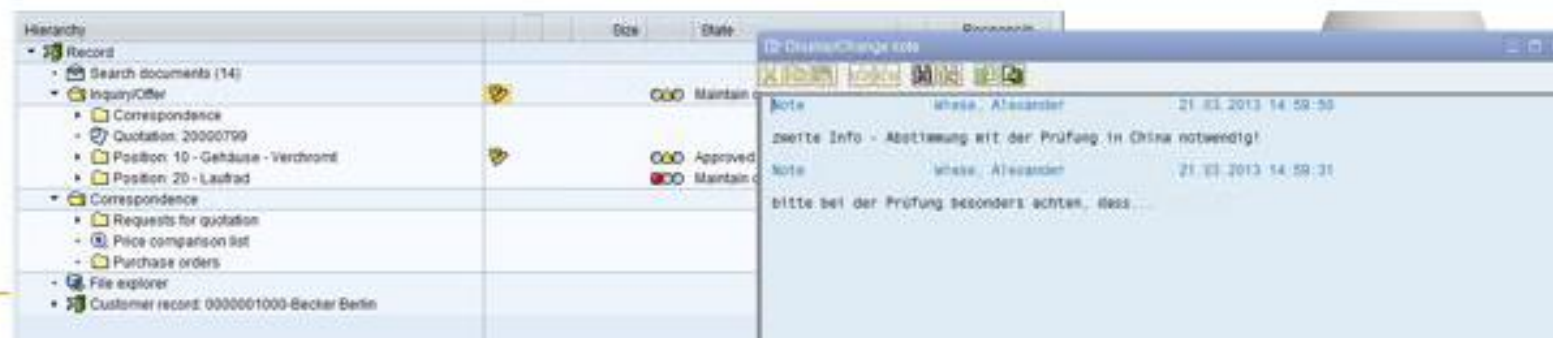 Hierarchy Size State
Record
Search documents (14)
Inquiry/Offer Maintain
Correspondence
Quotation: 20000799
Position: 10 - Gehäuse - Verchromt Approved
Position: 20 - Laufrad Maintain
Correspondence
Requests for quotation
Price comparison list
Purchase orders
File explorer
Customer record: 0000001000-Becker Berlin
Display/Change note
Note Alexander 21.03.2013 14:59:50
zweite Info - Abstimmung mit der Prüfung in China notwendig!
Note Alexander 21.03.2013 14:59:31
bitte bei der Prüfung besonders achten, dass...